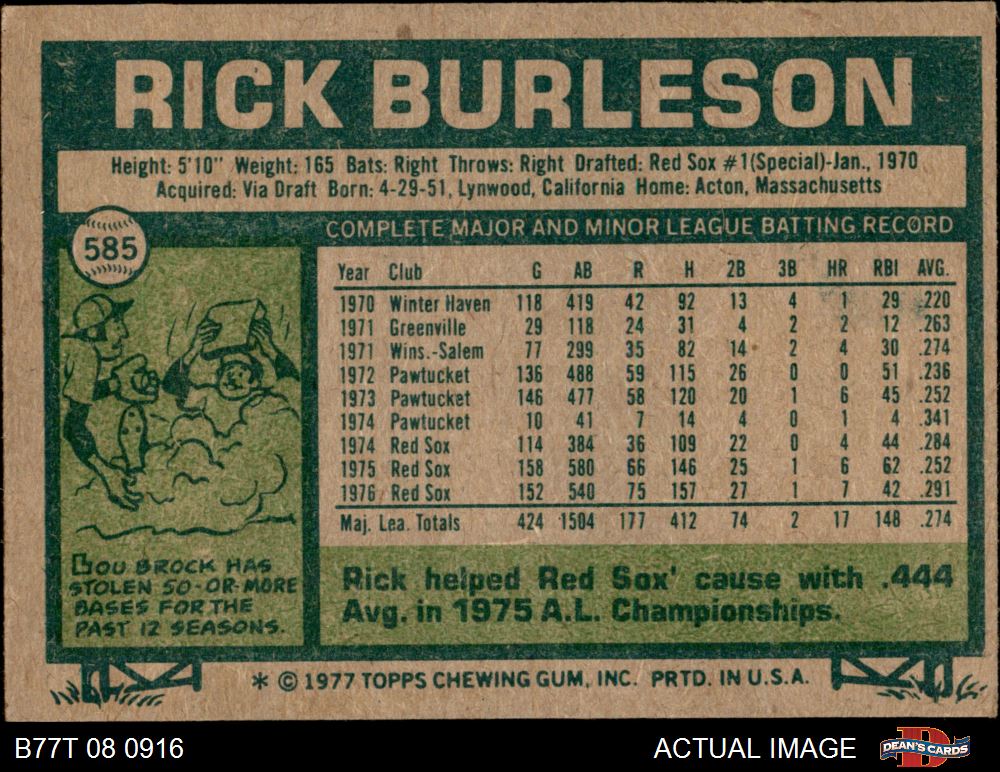 RICK BURLESON
Height: 5'10" Weight: 165 Bats: Right Throws: Right Drafted: Red Sox #1(Special)-Jan., 1970
Acquired: Via Draft Born: 4-29-51, Lynwood, California Home: Acton, Massachusetts
585
COMPLETE MAJOR AND MINOR LEAGUE BATTING RECORD
Year Club G AB R H 2B 3B HR RBI AVG.
1970 Winter Haven 118 419 42 92 13 4 1 29 .220
1971 Greenville 29 118 24 31 4 2 2 12 .263
1971 Wins.-Salem 77 299 35 82 14 2 4 30 .274
1972 Pawtucket 136 488 59 115 26 0 0 51 .236
1973 Pawtucket 146 477 58 120 20 1 6 45 .252
1974 Pawtucket 10 41 7 14 4 0 1 4 .341
1974 Red Sox 114 384 36 109 22 0 4 44 .284
1975 Red Sox 158 580 66 146 25 1 6 62 .252
1976 Red Sox 152 540 75 157 27 1 7 42 .291
Maj. Lea. Totals 424 1504 177 412 74 2 17 148 .274
LOU BROCK HAS
STOLEN 50-OR-MORE
BASES FOR THE
PAST 12 SEASONS.
Rick helped Red Sox' cause with .444
Avg. in 1975 A.L. Championships.
* © 1977 TOPPS CHEWING GUM, INC. PRTD. IN U.S.A.
B77T 08 0916
ACTUAL IMAGE
DEAN'S CARDS